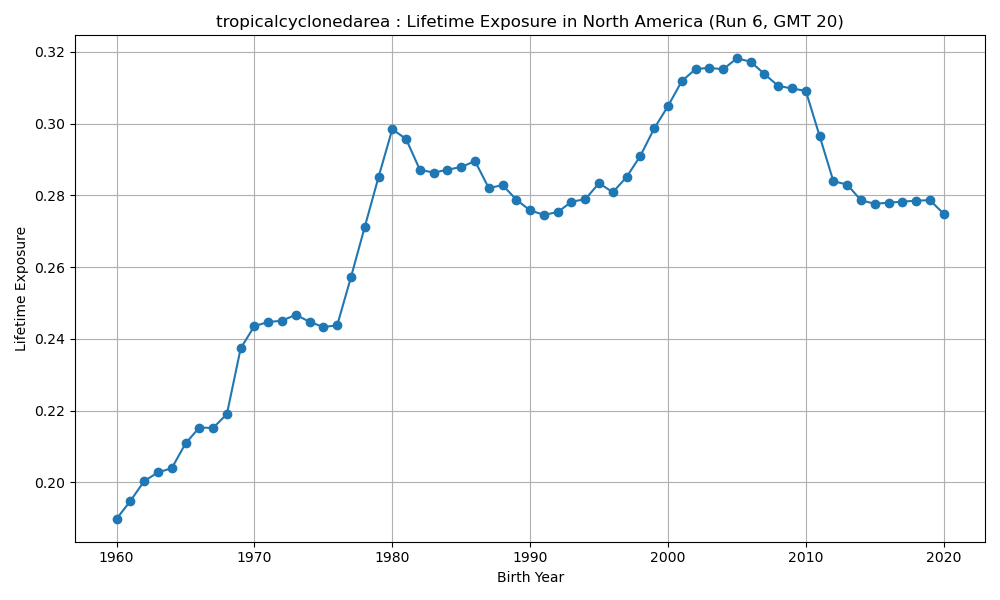 tropicalcyclonedarea : Lifetime Exposure in North America (Run 6, GMT 20)
0.32
0.30
0.28
0.26
0.24
0.22
0.20
Lifetime Exposure
1960 1970 1980 1990 2000 2010 2020
Birth Year